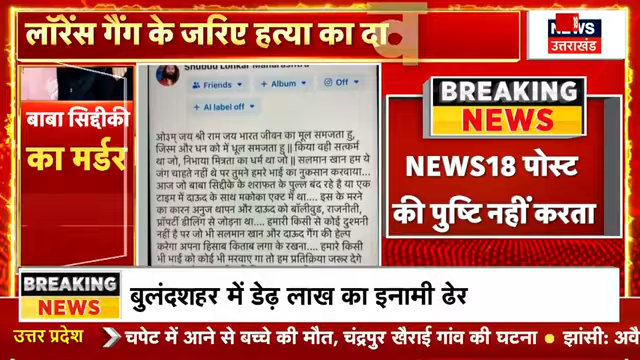 लॉरेंस गैंग के जरिए हत्या का दा
NEWS
उत्तराखंड
Shubuu Lonkar Maharashtra
Friends
+ Album
Off
+ AI label off
बाबा सिद्दीकी
का मर्डर
ओ३म् जय श्री राम जय भारत जीवन का मूल समजता हु,
जिस्म और धन को में धूल समजता हु || किया वही सत्कर्म
था जो, निभाया मित्रता का धर्म था जो || सलमान खान हम ये
जंग चाहते नहीं थे पर तुमने हमरे भाई का नुकसान करवाया...
आज जो बाबा सिद्दीके के शराफत के पुल्ल बंद रहे है या एक
टाइम में दाऊद के साथ मकोका एक्ट में था.... इस के मरने
का कारन अनुज थापन और दाऊद को बॉलीवुड, राजनीती,
प्रॉपर्टी डीलिंग से जोड़ना था.... हमारी किसी से कोई दुश्मनी
नहीं है पर जो भी सलमान खान और दाऊद गैंग की हेल्प
करेगा अपना हिसाब किताब लगा के रखना.... हमारे किसी
भी भाई को कोई भी मरवाए गा तो हम प्रतिक्रिया जरूर देगे
BREAKING
NEWS
NEWS18 पोस्ट
की पुष्टि नहीं करता
BREAKING
NEWS
बुलंदशहर में डेढ़ लाख का इनामी ढेर
उत्तर प्रदेश
चपेट में आने से बच्चे की मौत, चंद्रपुर खैराई गांव की घटना
झांसी: अवै